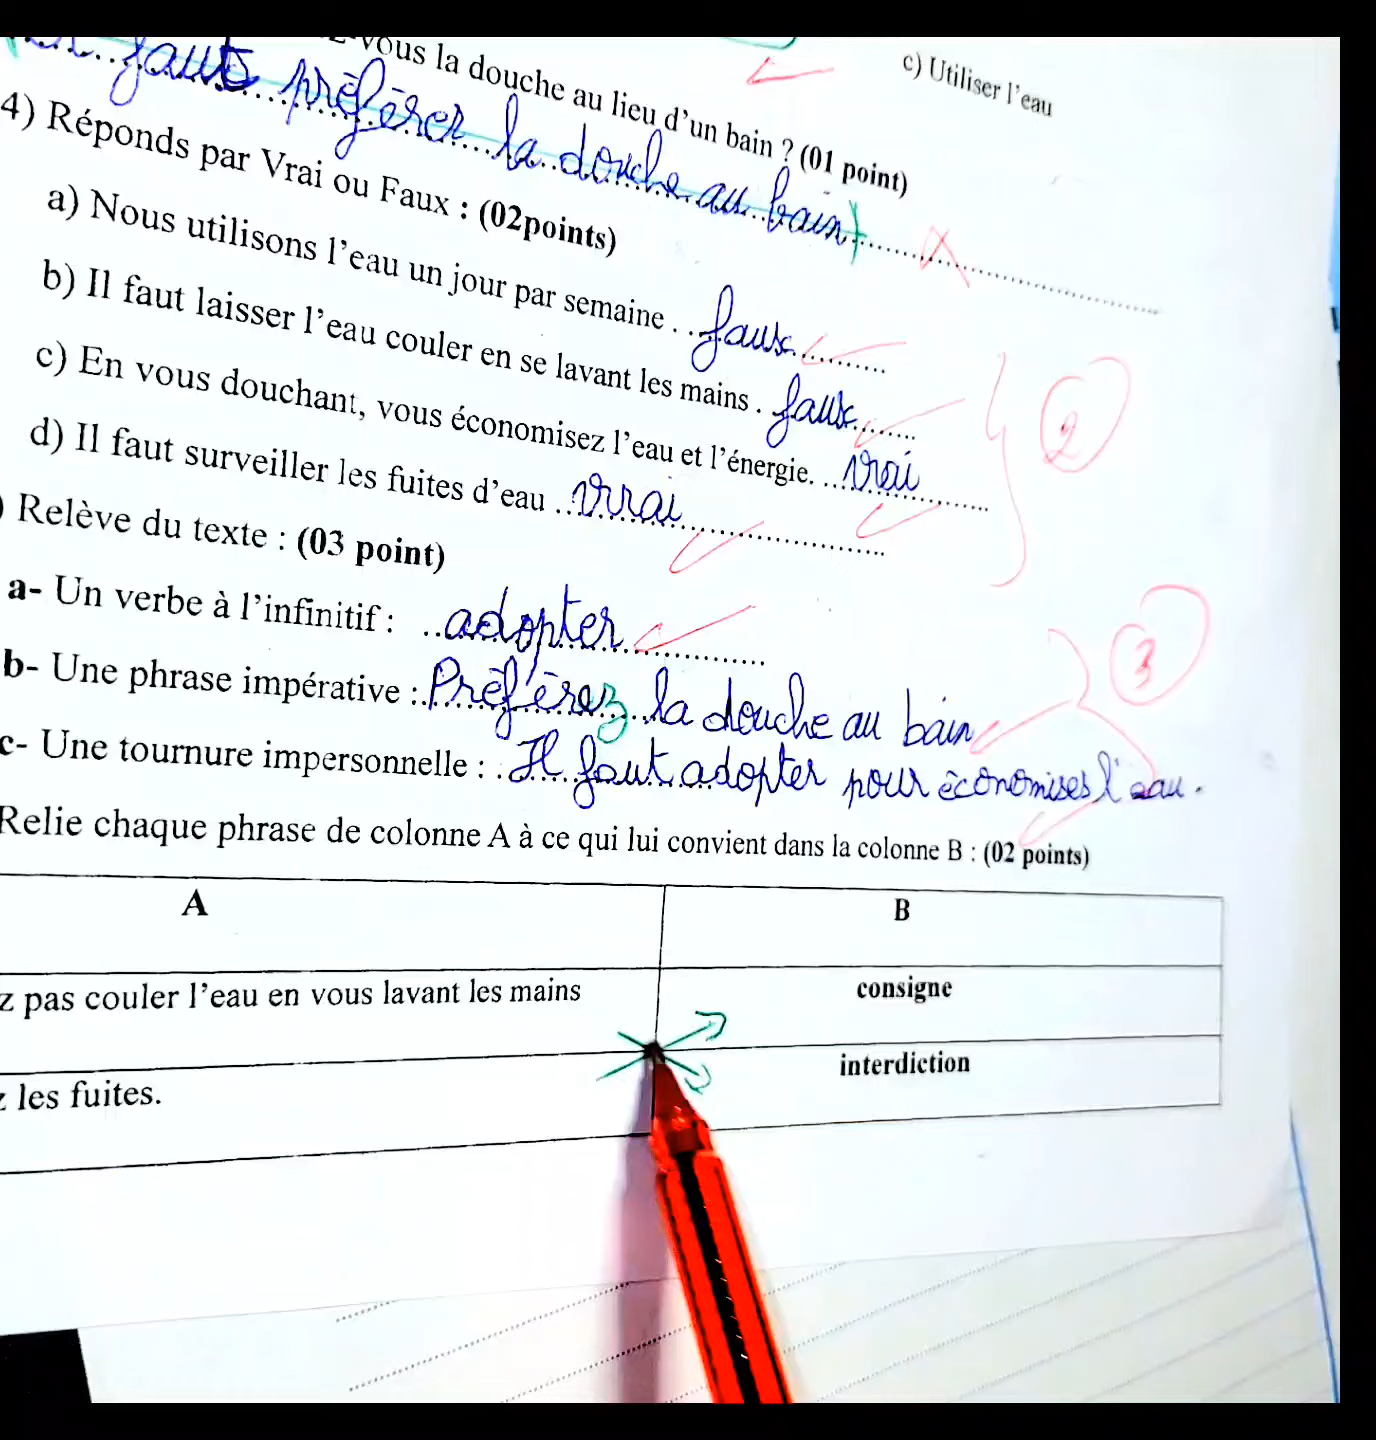 vous la douche au lieu d'un bain ? (01 point)
c) Utiliser l'eau
faut préférer la douche au bain
4) Réponds par Vrai ou Faux : (02points)
a) Nous utilisons l'eau un jour par semaine . faux
b) Il faut laisser l'eau couler en se lavant les mains . faux
c) En vous douchant, vous économisez l'eau et l'énergie. vrai
d) Il faut surveiller les fuites d'eau vrai
2
) Relève du texte : (03 point)
a- Un verbe à l'infinitif : adopter
b- Une phrase impérative : Préférez la douche au bain
3
c- Une tournure impersonnelle : Il faut adopter pour économises l'eau.
Relie chaque phrase de colonne A à ce qui lui convient dans la colonne B : (02 points)
A B
z pas couler l'eau en vous lavant les mains consigne
z les fuites. interdiction